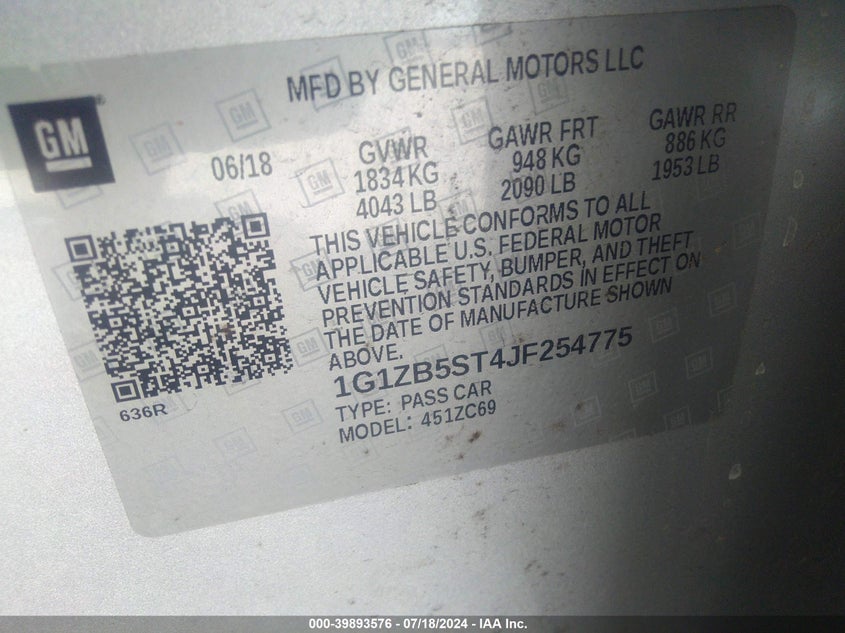 MFD BY GENERAL MOTORS LLC
GM
®
06/18
GVWR
1834 KG
4043 LB
GAWR FRT
948 KG
2090 LB
GAWR RR
886 KG
1953 LB
THIS VEHICLE CONFORMS TO ALL
APPLICABLE U.S. FEDERAL MOTOR
VEHICLE SAFETY, BUMPER, AND THEFT
PREVENTION STANDARDS IN EFFECT ON
THE DATE OF MANUFACTURE SHOWN
ABOVE.
1G1ZB5ST4JF254775
TYPE: PASS CAR
MODEL: 451ZC69
636R
000-39893576 / 07/18/2024 - IAA Inc.